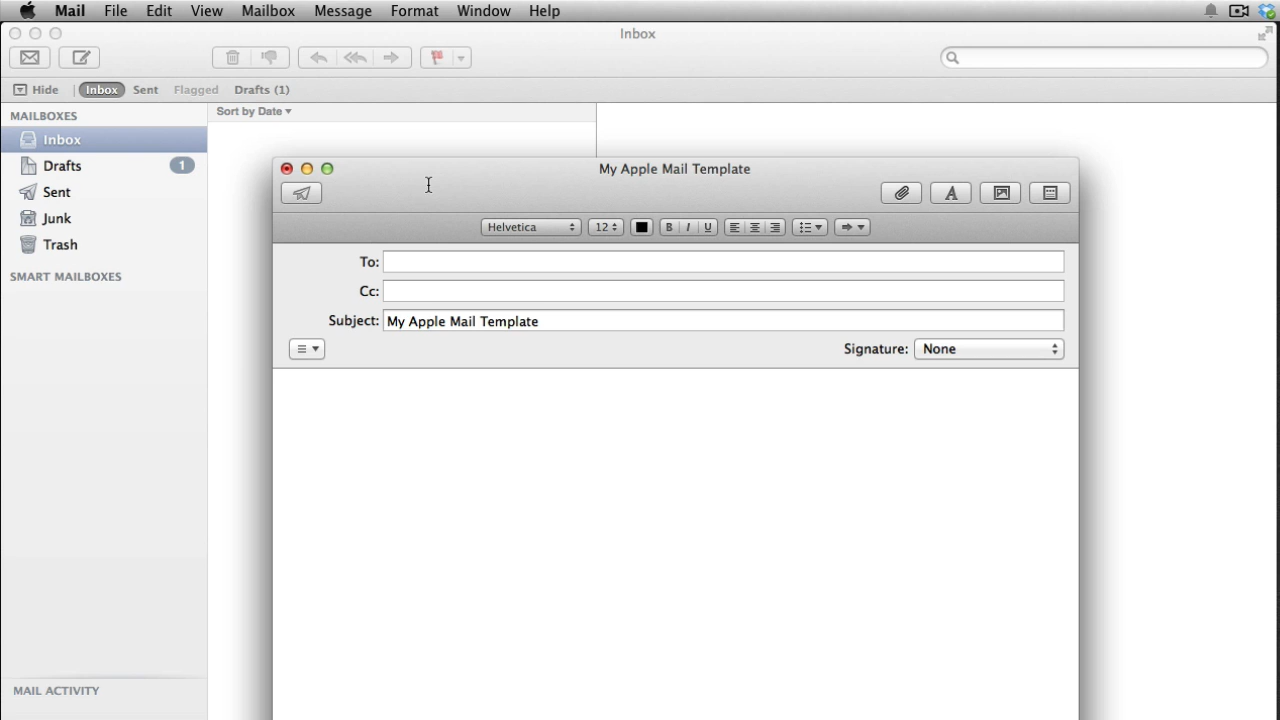 Mail File Edit View Mailbox Message Format Window Help
Inbox
Hide Inbox Sent Flagged Drafts (1)
MAILBOXES
Sort by Date
Inbox
Drafts 1
Sent
Junk
Trash
SMART MAILBOXES
MAIL ACTIVITY
My Apple Mail Template
A
Helvetica 12 B I U
To:
Cc:
Subject: My Apple Mail Template
Signature: None